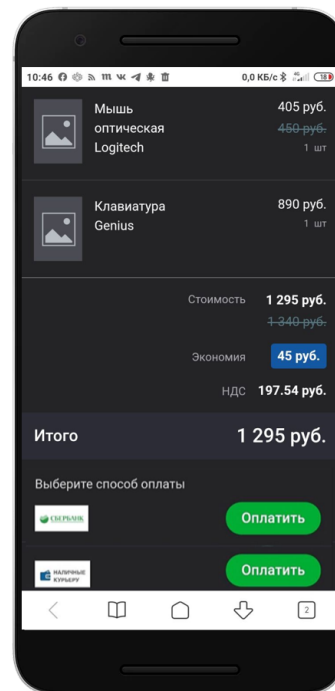 10:46 0,0 КБ/с 4G 18
Мышь 405 руб.
оптическая 450 руб.
Logitech 1 шт
Клавиатура 890 руб.
Genius 1 шт
Стоимость 1 295 руб.
1 340 руб.
Экономия 45 руб.
НДС 197.54 руб.
Итого 1 295 руб.
Выберите способ оплаты
СБЕРБАНК Оплатить
НАЛИЧНЫЕ
КУРЬЕРУ Оплатить
2